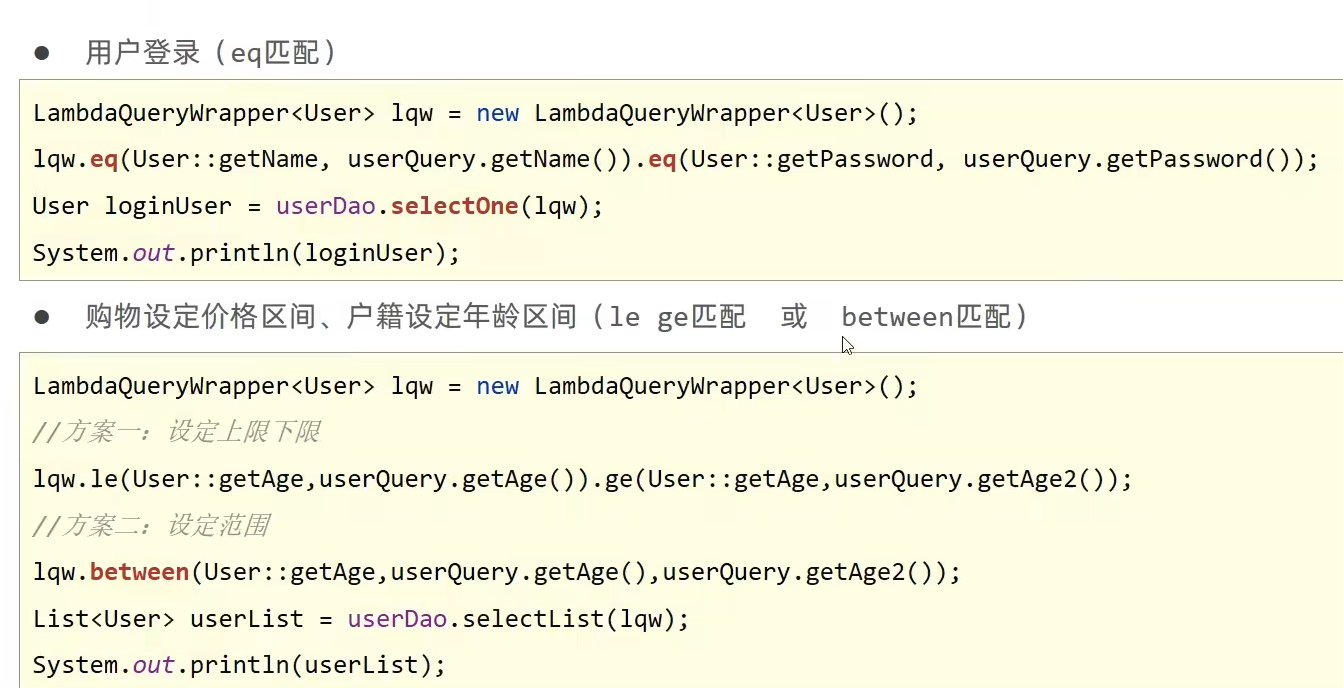 ● 用户登录（eq匹配）
LambdaQueryWrapper<User> lqw = new LambdaQueryWrapper<User>();
lqw.eq(User::getName, userQuery.getName()).eq(User::getPassword, userQuery.getPassword());
User loginUser = userDao.selectOne(lqw);
System.out.println(loginUser);
● 购物设定价格区间、户籍设定年龄区间（le ge匹配 或 between匹配）
LambdaQueryWrapper<User> lqw = new LambdaQueryWrapper<User>();
//方案一：设定上限下限
lqw.le(User::getAge,userQuery.getAge()).ge(User::getAge,userQuery.getAge2());
//方案二：设定范围
lqw.between(User::getAge,userQuery.getAge(),userQuery.getAge2());
List<User> userList = userDao.selectList(lqw);
System.out.println(userList);